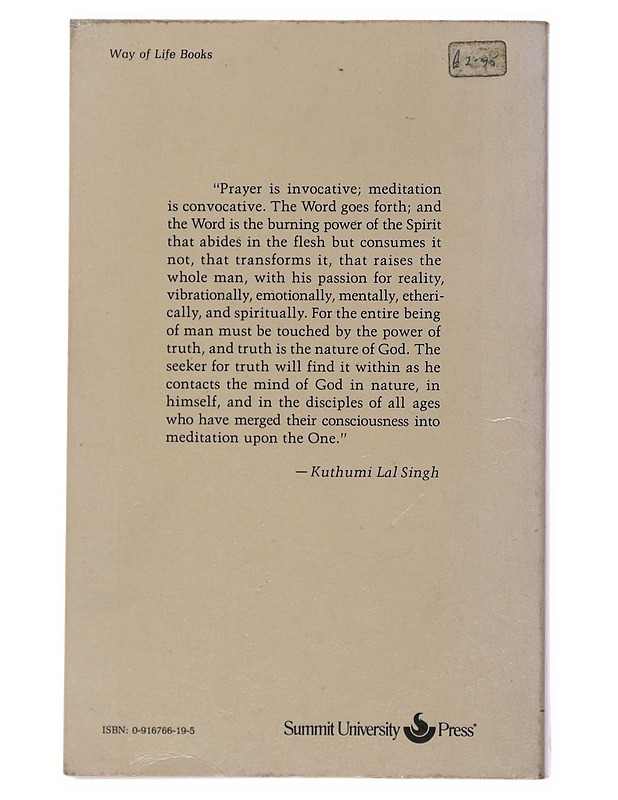 Way of Life Books
£2-95
"Prayer is invocative; meditation
is convocative. The Word goes forth; and
the Word is the burning power of the Spirit
that abides in the flesh but consumes it
not, that transforms it, that raises the
whole man, with his passion for reality,
vibrationally, emotionally, mentally, etheri-
cally, and spiritually. For the entire being
of man must be touched by the power of
truth, and truth is the nature of God. The
seeker for truth will find it within as he
contacts the mind of God in nature, in
himself, and in the disciples of all ages
who have merged their consciousness into
meditation upon the One."
— Kuthumi Lal Singh
ISBN: 0-916766-19-5
Summit University Press®